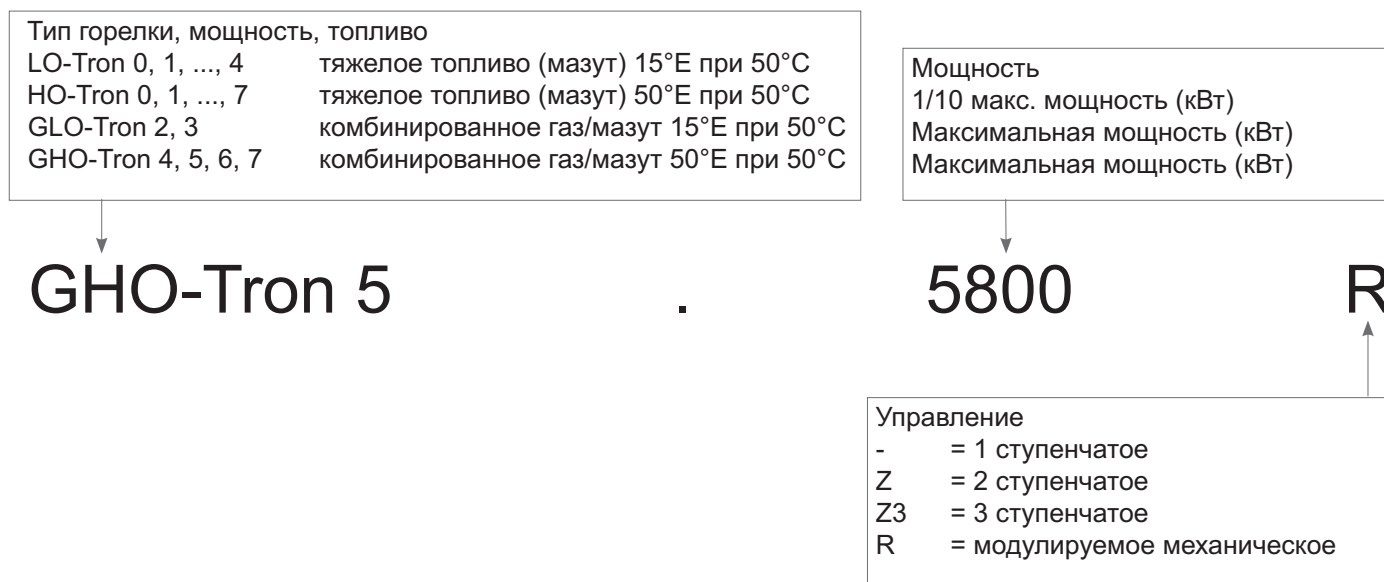 Тип горелки, мощность, топливо
LO-Tron 0, 1, ..., 4 тяжелое топливо (мазут) 15°E при 50°C
HO-Tron 0, 1, ..., 7 тяжелое топливо (мазут) 50°E при 50°C
GLO-Tron 2, 3 комбинированное газ/мазут 15°E при 50°C
GHO-Tron 4, 5, 6, 7 комбинированное газ/мазут 50°E при 50°C
Мощность
1/10 макс. мощность (кВт)
Максимальная мощность (кВт)
Максимальная мощность (кВт)
GHO-Tron 5 . 5800 R
Управление
- = 1 ступенчатое
Z = 2 ступенчатое
Z3 = 3 ступенчатое
R = модулируемое механическое